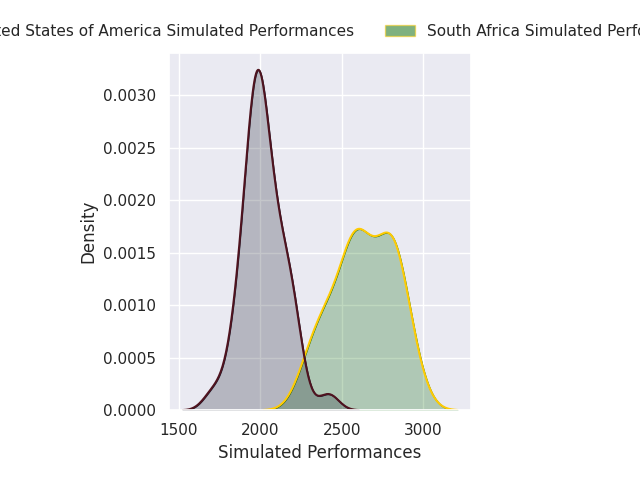 ted States of America Simulated Performances
South Africa Simulated Perfo
0.0030
0.0025
0.0020
0.0015
0.0010
0.0005
0.0000
Density
1500 2000 2500 3000
Simulated Performances